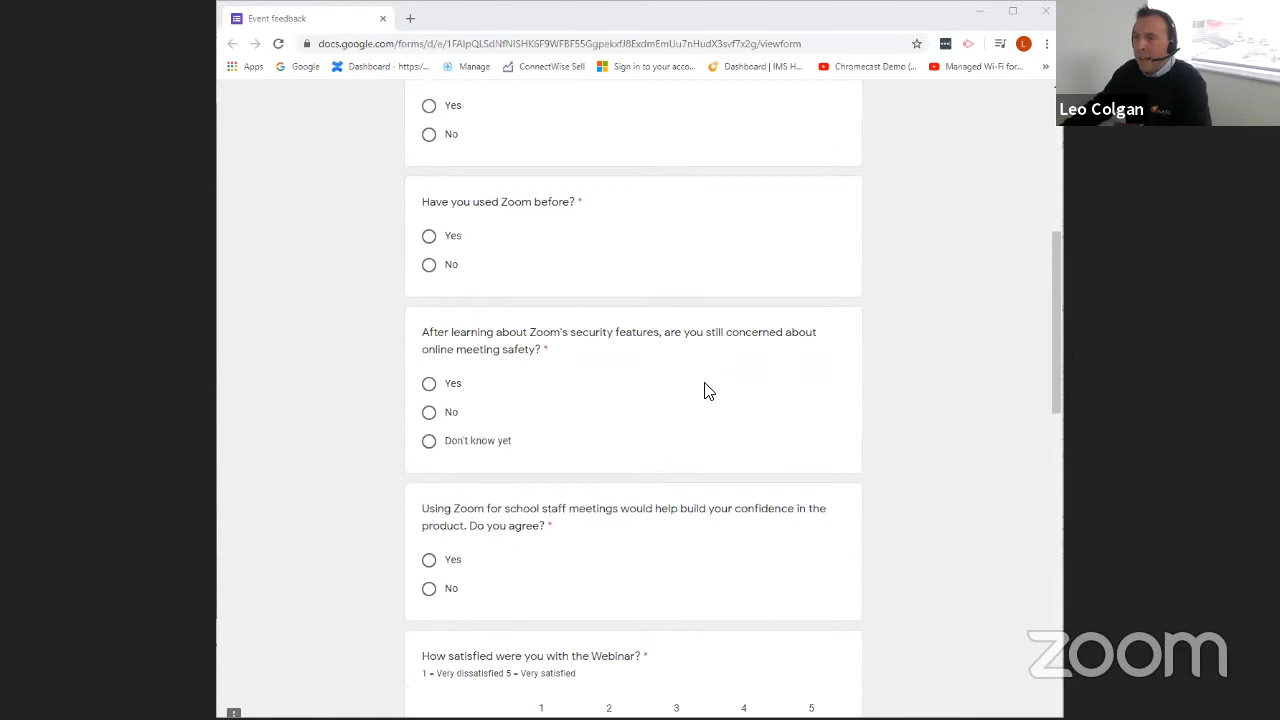 Event feedback
docs.google.com/forms/d/e/
/viewform
Apps
Google
Dashboard - https:/...
Manage
ConnectWise Sell
Sign in to your acco...
Dashboard | IMS H...
Chromecast Demo (...
Managed Wi-Fi for...
»
L
Leo Colgan
Yes
No
Have you used Zoom before? *
Yes
No
After learning about Zoom's security features, are you still concerned about
online meeting safety? *
Yes
No
Don't know yet
Using Zoom for school staff meetings would help build your confidence in the
product. Do you agree? *
Yes
No
How satisfied were you with the Webinar? *
1 = Very dissatisfied 5 = Very satisfied
1 2 3 4 5
zoom